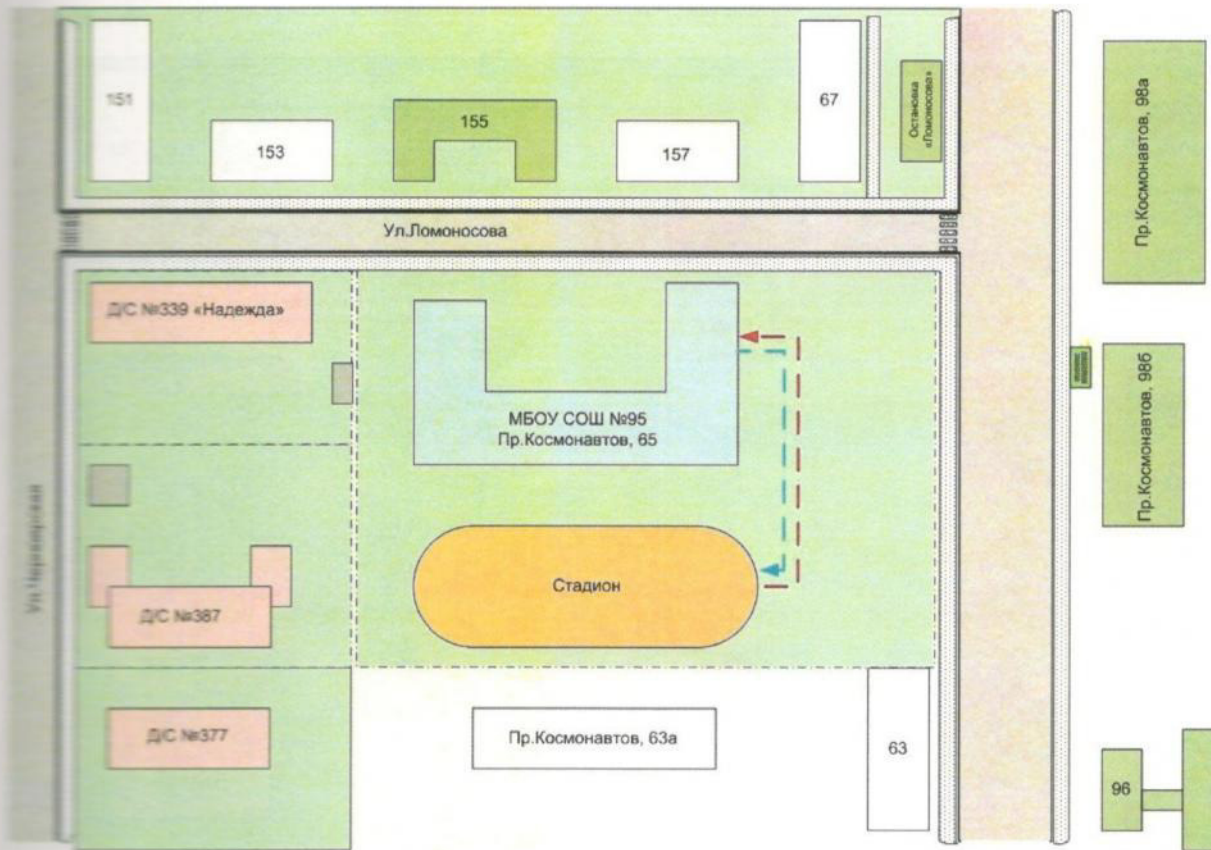 151
153
155
157
67
Остановка
«Ломоносова»
Пр.Космонавтов, 98а
Ул.Ломоносова
Д/С №339 «Надежда»
МБОУ СОШ №95
Пр.Космонавтов, 65
Пр.Космонавтов, 98б
Стадион
Д/С №387
Д/С №377
Пр.Космонавтов, 63а
63
96